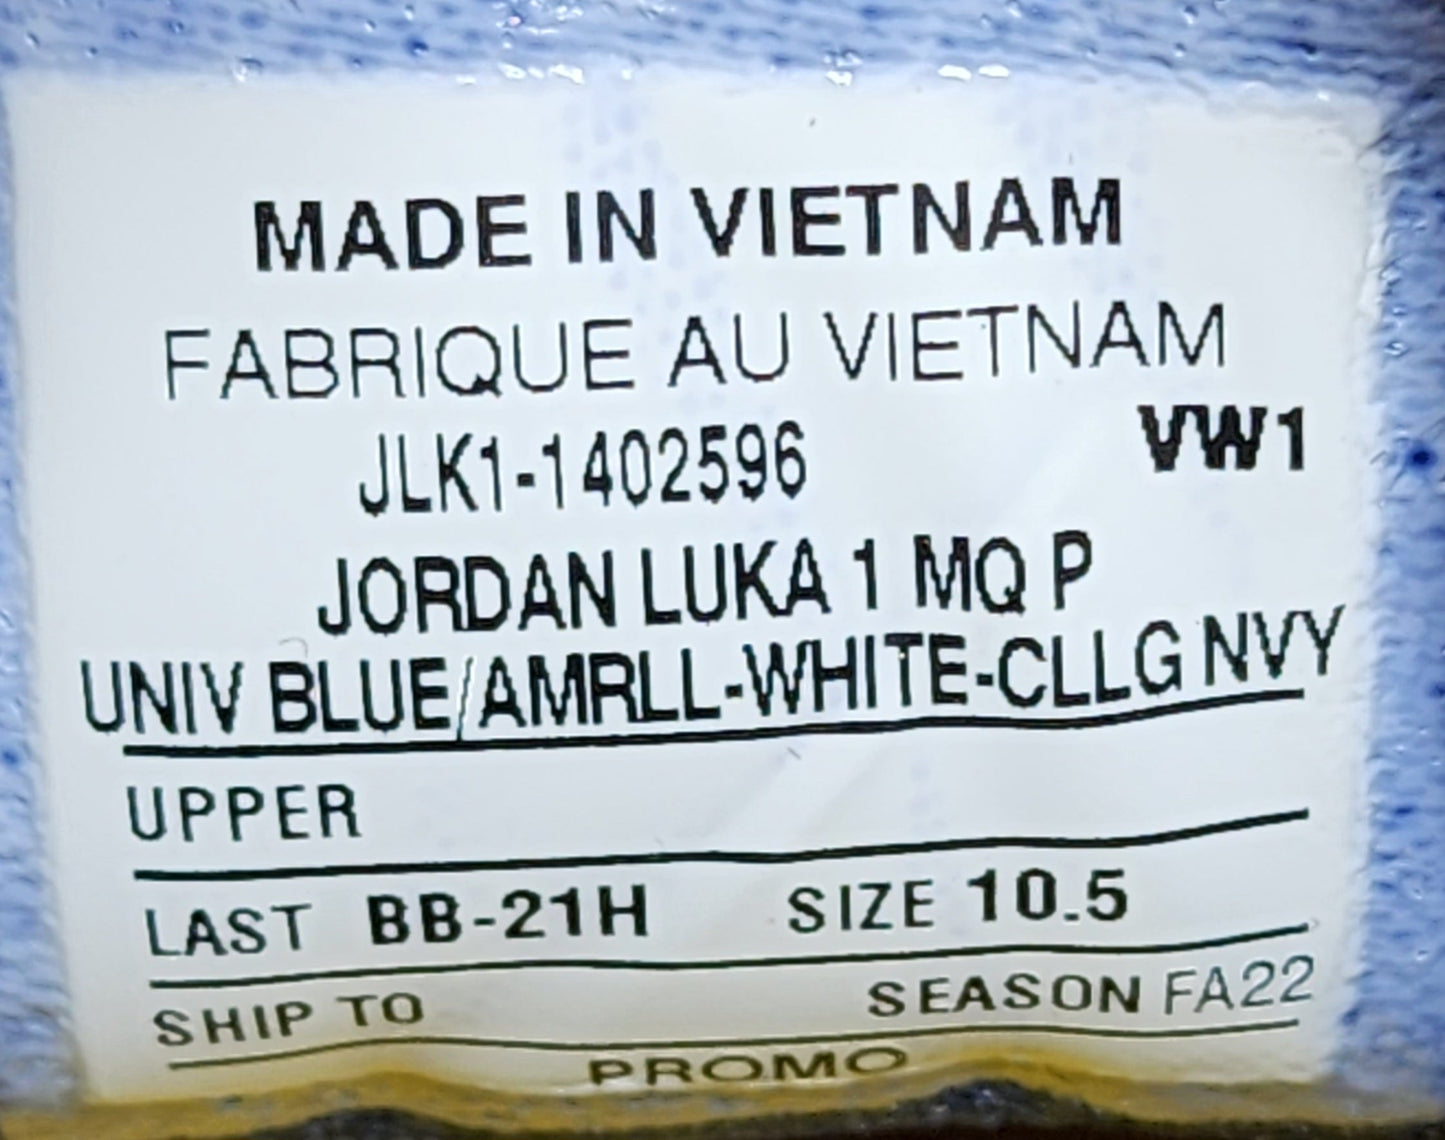 MADE IN VIETNAM
FABRIQUE AU VIETNAM
JLK1-1402596 VW1
JORDAN LUKA 1 MQ P
UNIV BLUE/AMRLL-WHITE-CLLG NVY
UPPER
LAST BB-21H SIZE 10.5
SHIP TO SEASON FA22
PROMO